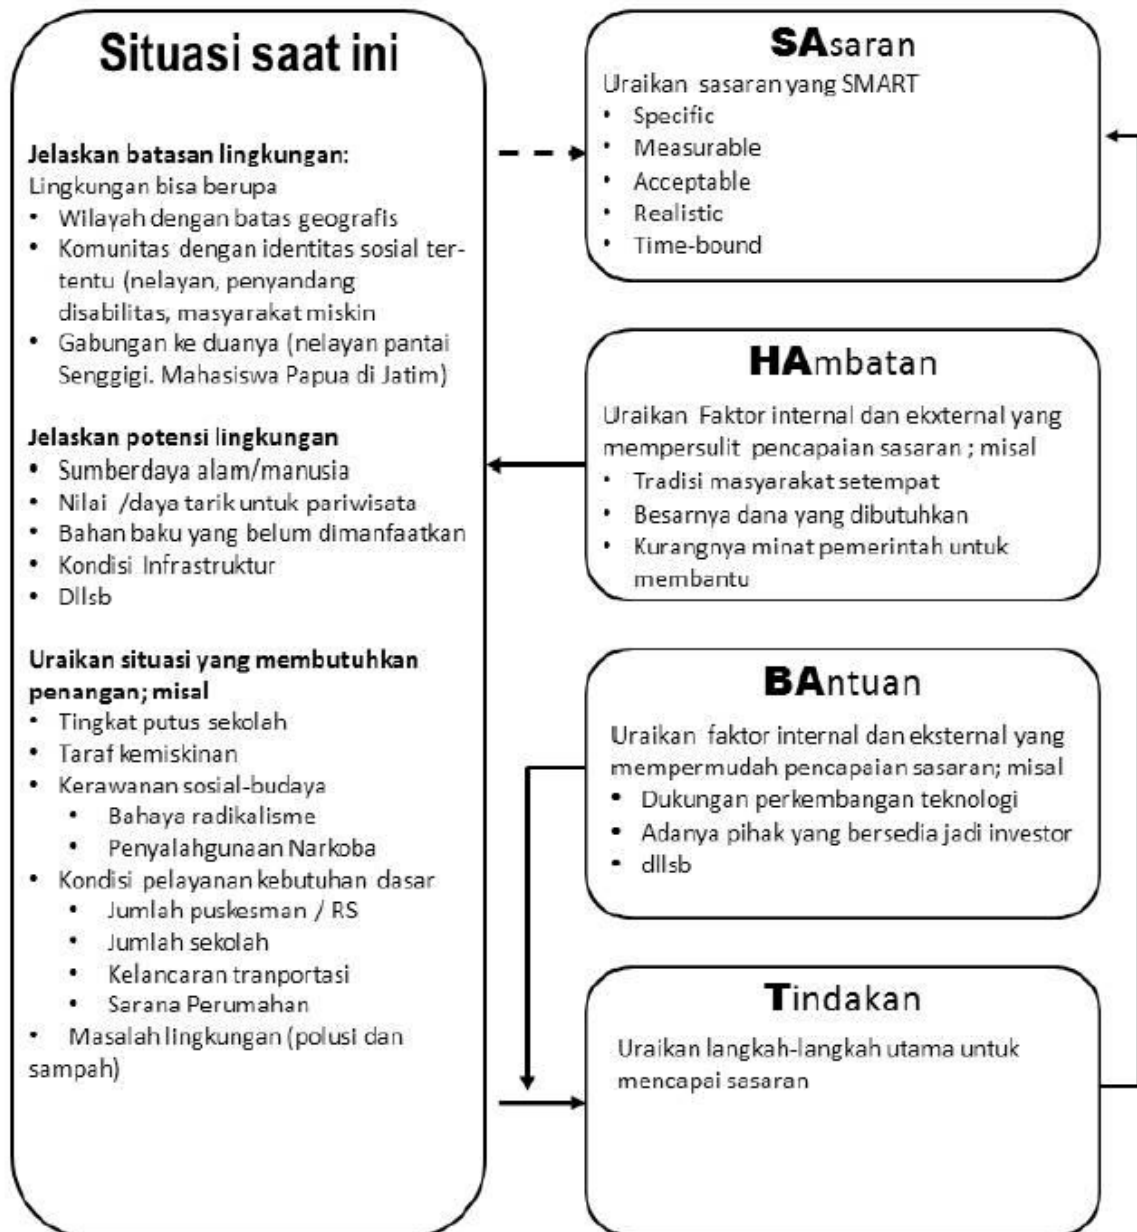 Situasi saat ini
Jelaskan batasan lingkungan:
Lingkungan bisa berupa
• Wilayah dengan batas geografis
• Komunitas dengan identitas sosial ter-
tentu (nelayan, penyandang
disabilitas, masyarakat miskin
• Gabungan ke duanya (nelayan pantai
Senggigi. Mahasiswa Papua di Jatim)
Jelaskan potensi lingkungan
• Sumberdaya alam/manusia
• Nilai /daya tarik untuk pariwisata
• Bahan baku yang belum dimanfaatkan
• Kondisi Infrastruktur
• Dllsb
Uraikan situasi yang membutuhkan
penangan; misal
• Tingkat putus sekolah
• Taraf kemiskinan
• Kerawanan sosial-budaya
• Bahaya radikalisme
• Penyalahgunaan Narkoba
• Kondisi pelayanan kebutuhan dasar
• Jumlah puskesman / RS
• Jumlah sekolah
• Kelancaran tranportasi
• Sarana Perumahan
• Masalah lingkungan (polusi dan
sampah)
SAsaran
Uraikan sasaran yang SMART
• Specific
• Measurable
• Acceptable
• Realistic
• Time-bound
HAmbatan
Uraikan Faktor internal dan ekxternal yang
mempersulit pencapaian sasaran ; misal
• Tradisi masyarakat setempat
• Besarnya dana yang dibutuhkan
• Kurangnya minat pemerintah untuk
membantu
BAntuan
Uraikan faktor internal dan eksternal yang
mempermudah pencapaian sasaran; misal
• Dukungan perkembangan teknologi
• Adanya pihak yang bersedia jadi investor
• dllsb
Tindakan
Uraikan langkah-langkah utama untuk
mencapai sasaran